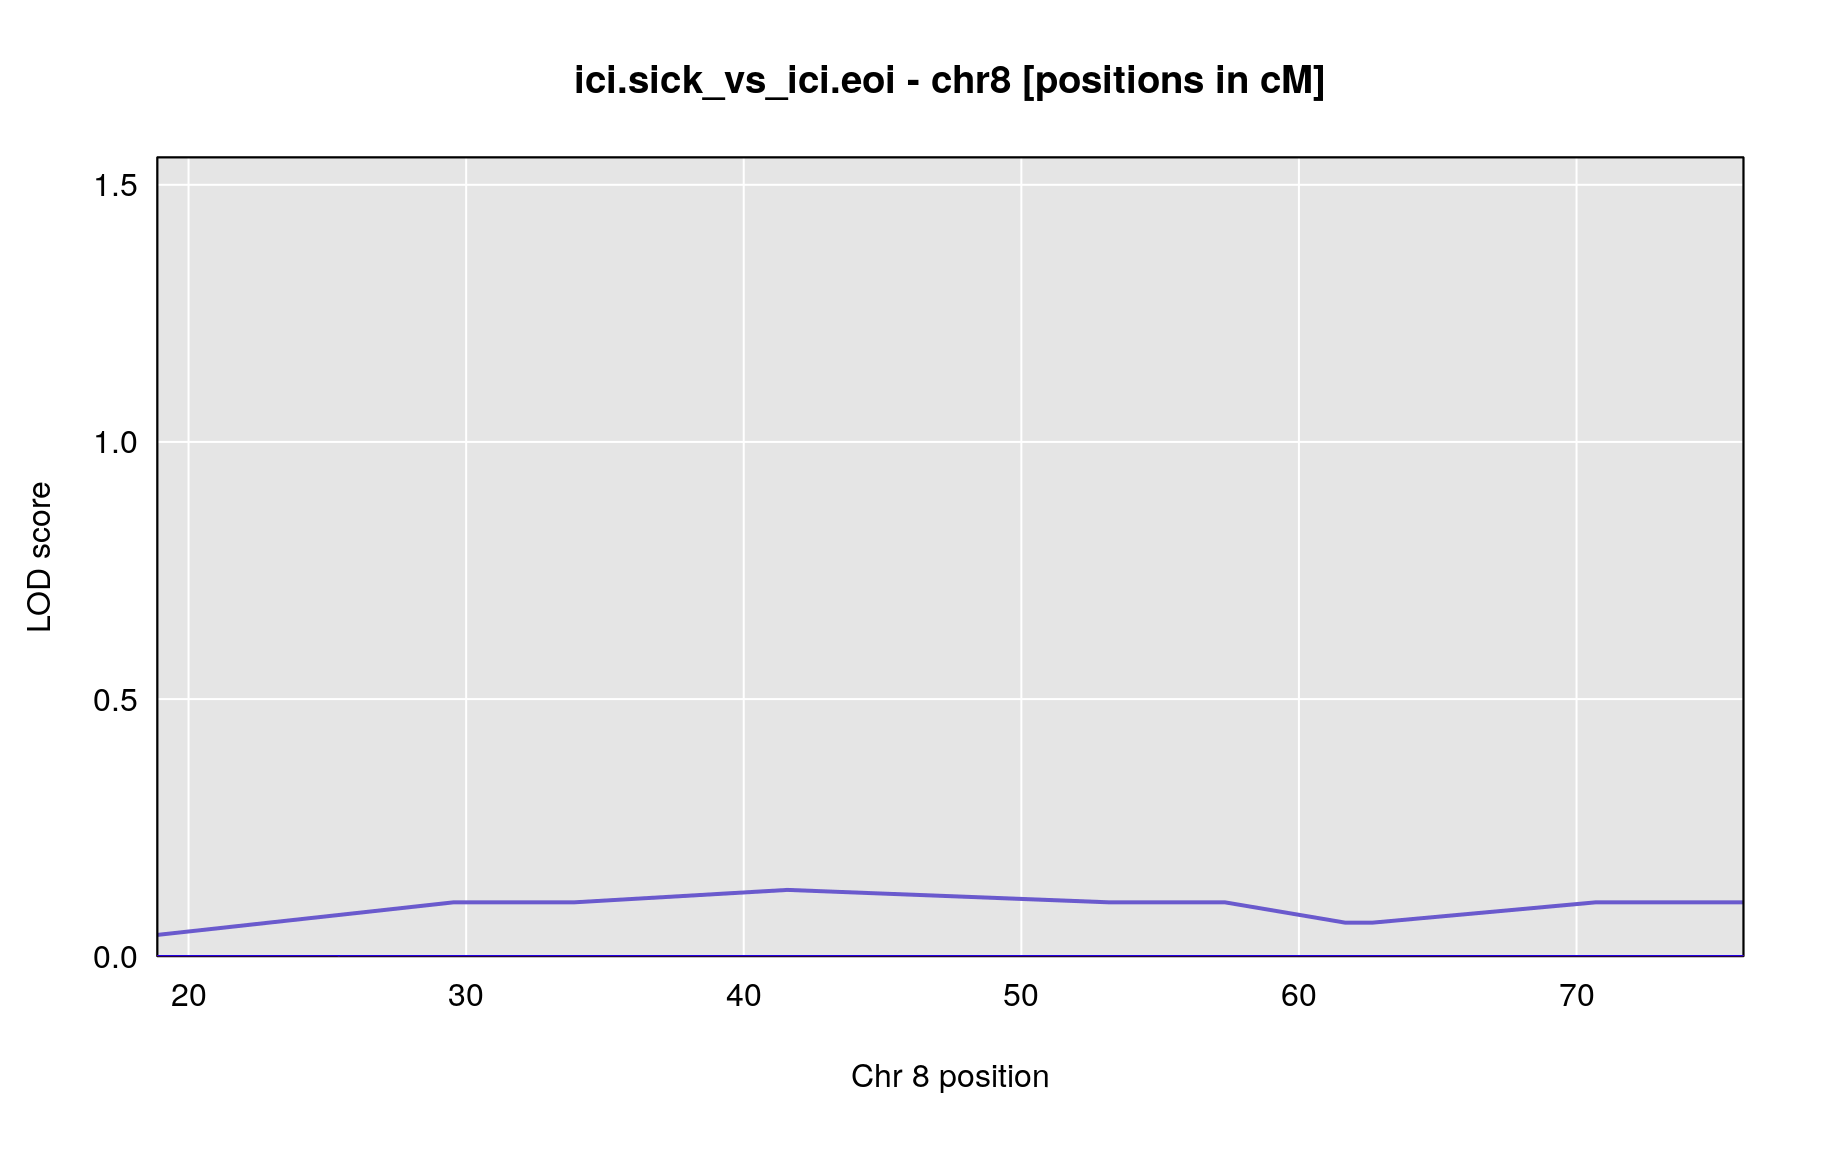 ici.sick_vs_ici.eoi - chr8 [positions in cM]
1.5
1.0
0.5
0.0
LOD score
20 30 40 50 60 70
Chr 8 position